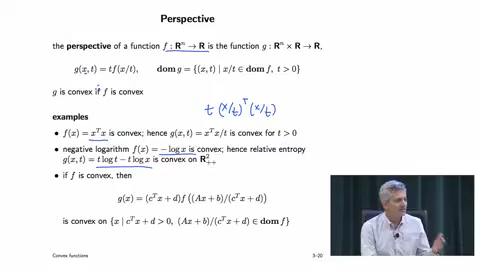 Perspective
the perspective of a function f : Rⁿ → R is the function g : Rⁿ × R → R,
g(x, t) = tf(x/t), dom g = {(x, t) | x/t ∈ dom f, t > 0}
g is convex if f is convex
t (x/t)ᵀ (x/t)
examples
• f(x) = xᵀx is convex; hence g(x, t) = xᵀx/t is convex for t > 0
• negative logarithm f(x) = − log x is convex; hence relative entropy
g(x, t) = t log t − t log x is convex on R²₊₊
• if f is convex, then
g(x) = (cᵀx + d)f ((Ax + b)/(cᵀx + d))
is convex on {x | cᵀx + d > 0, (Ax + b)/(cᵀx + d) ∈ dom f}
Convex functions 3–20